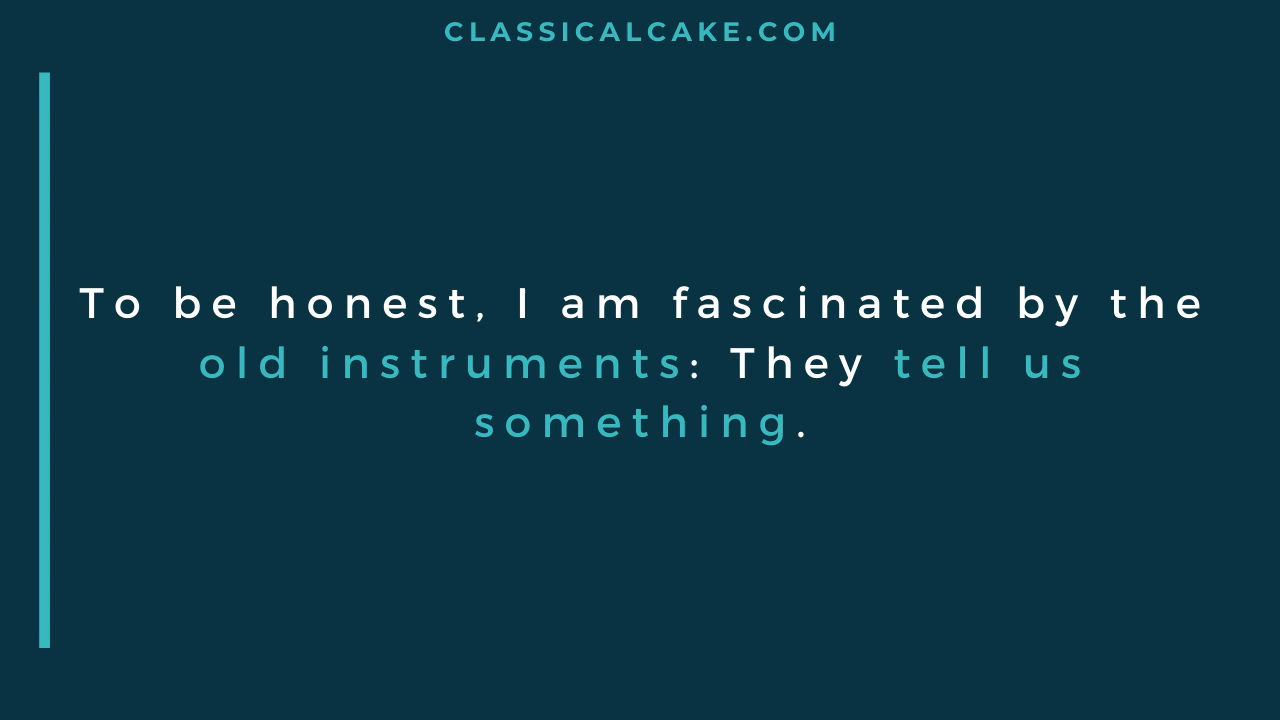 CLASSICALCAKE.COM
To be honest, I am fascinated by the
old instruments: They tell us
something.